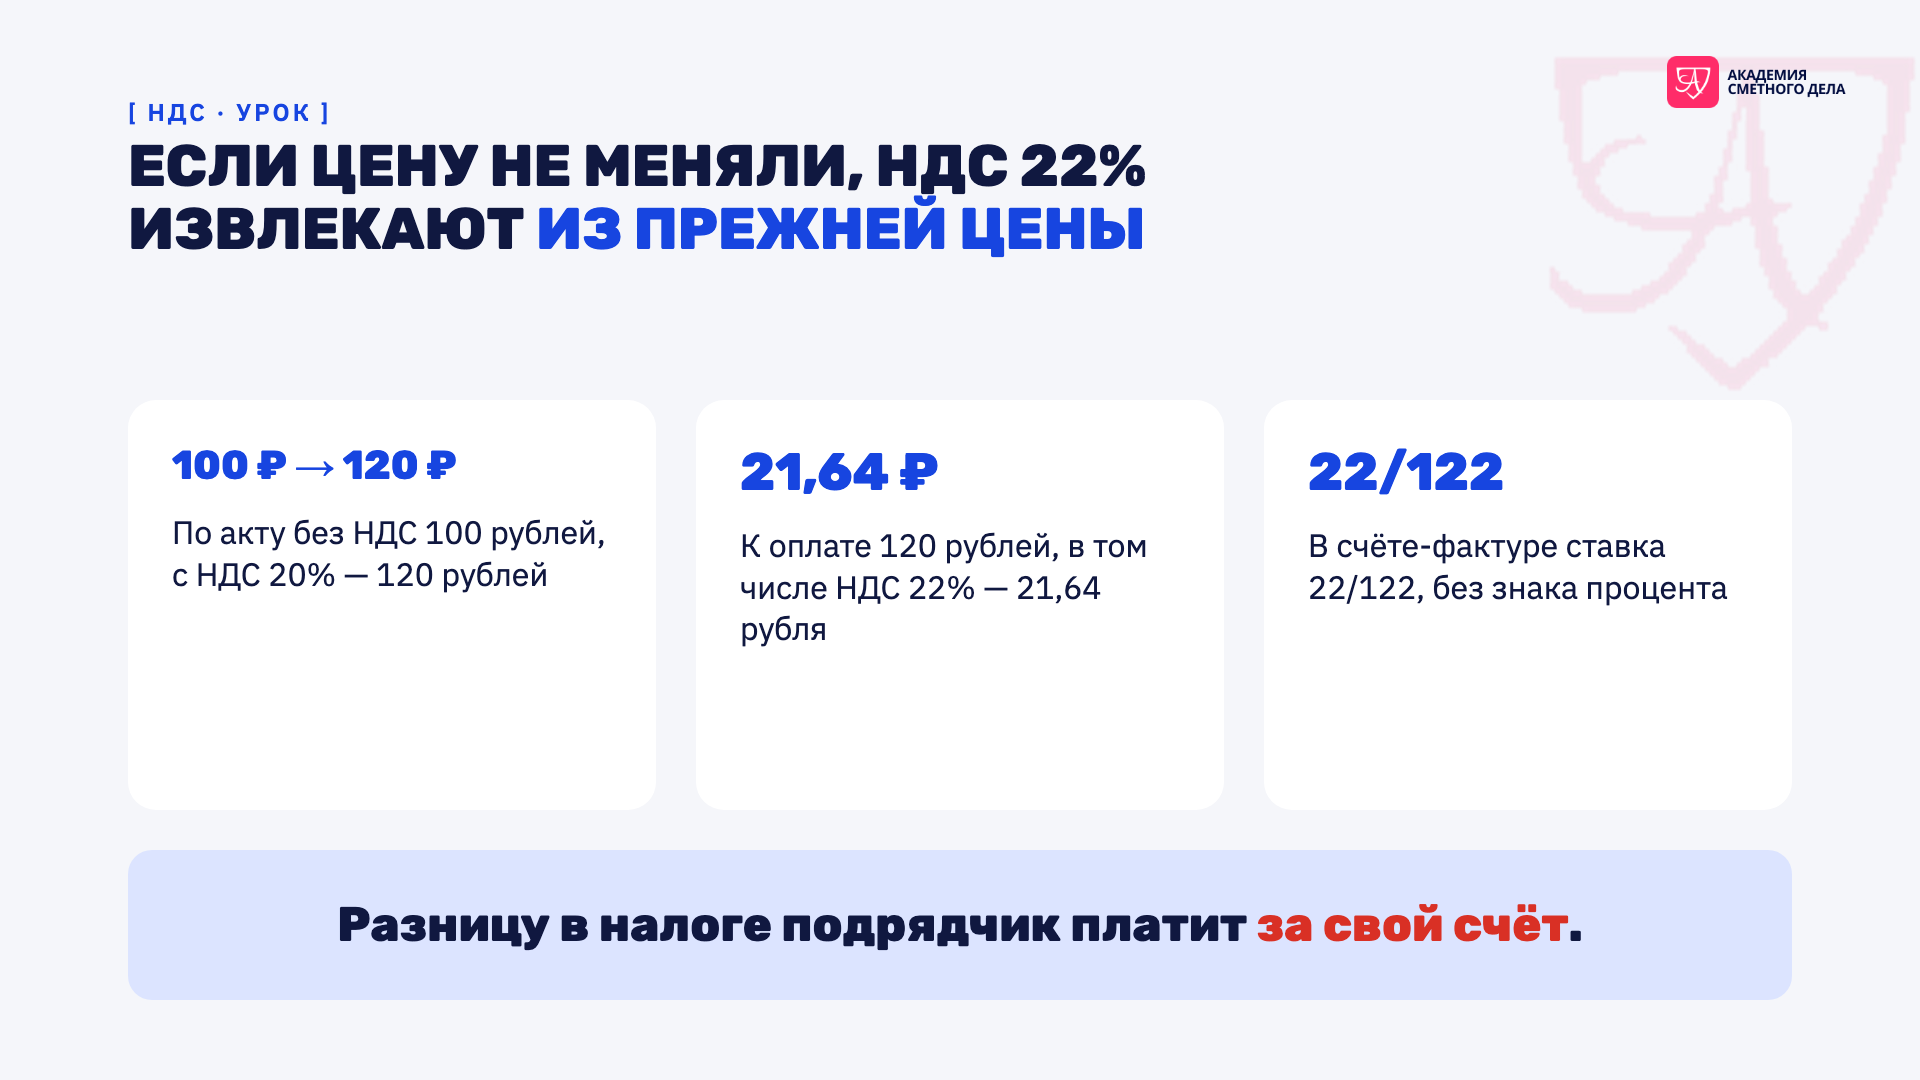 АКАДЕМИЯ
СМЕТНОГО ДЕЛА
[ НДС · УРОК ]
ЕСЛИ ЦЕНУ НЕ МЕНЯЛИ, НДС 22%
ИЗВЛЕКАЮТ ИЗ ПРЕЖНЕЙ ЦЕНЫ
100 ₽ → 120 ₽
По акту без НДС 100 рублей,
с НДС 20% — 120 рублей
21,64 ₽
К оплате 120 рублей, в том
числе НДС 22% — 21,64
рубля
22/122
В счёте-фактуре ставка
22/122, без знака процента
Разницу в налоге подрядчик платит за свой счёт.